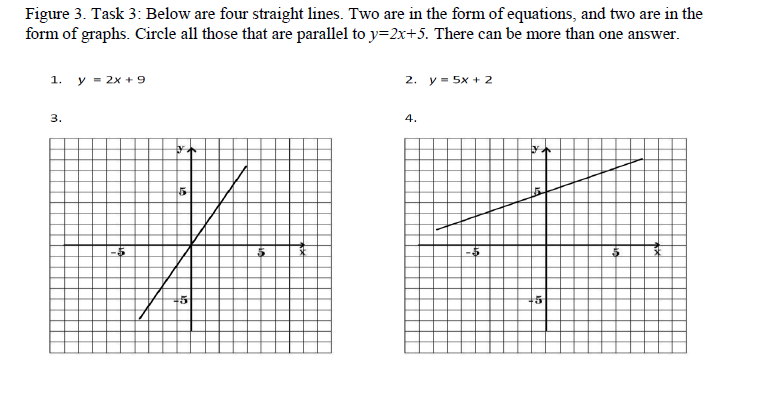 Figure 3. Task 3: Below are four straight lines. Two are in the form of equations, and two are in the
form of graphs. Circle all those that are parallel to y=2x+5. There can be more than one answer.
1. y = 2x + 9
2. y = 5x + 2
3.
4.
y
5
-5
5
x
-5
y
5
-5
5
x
-5